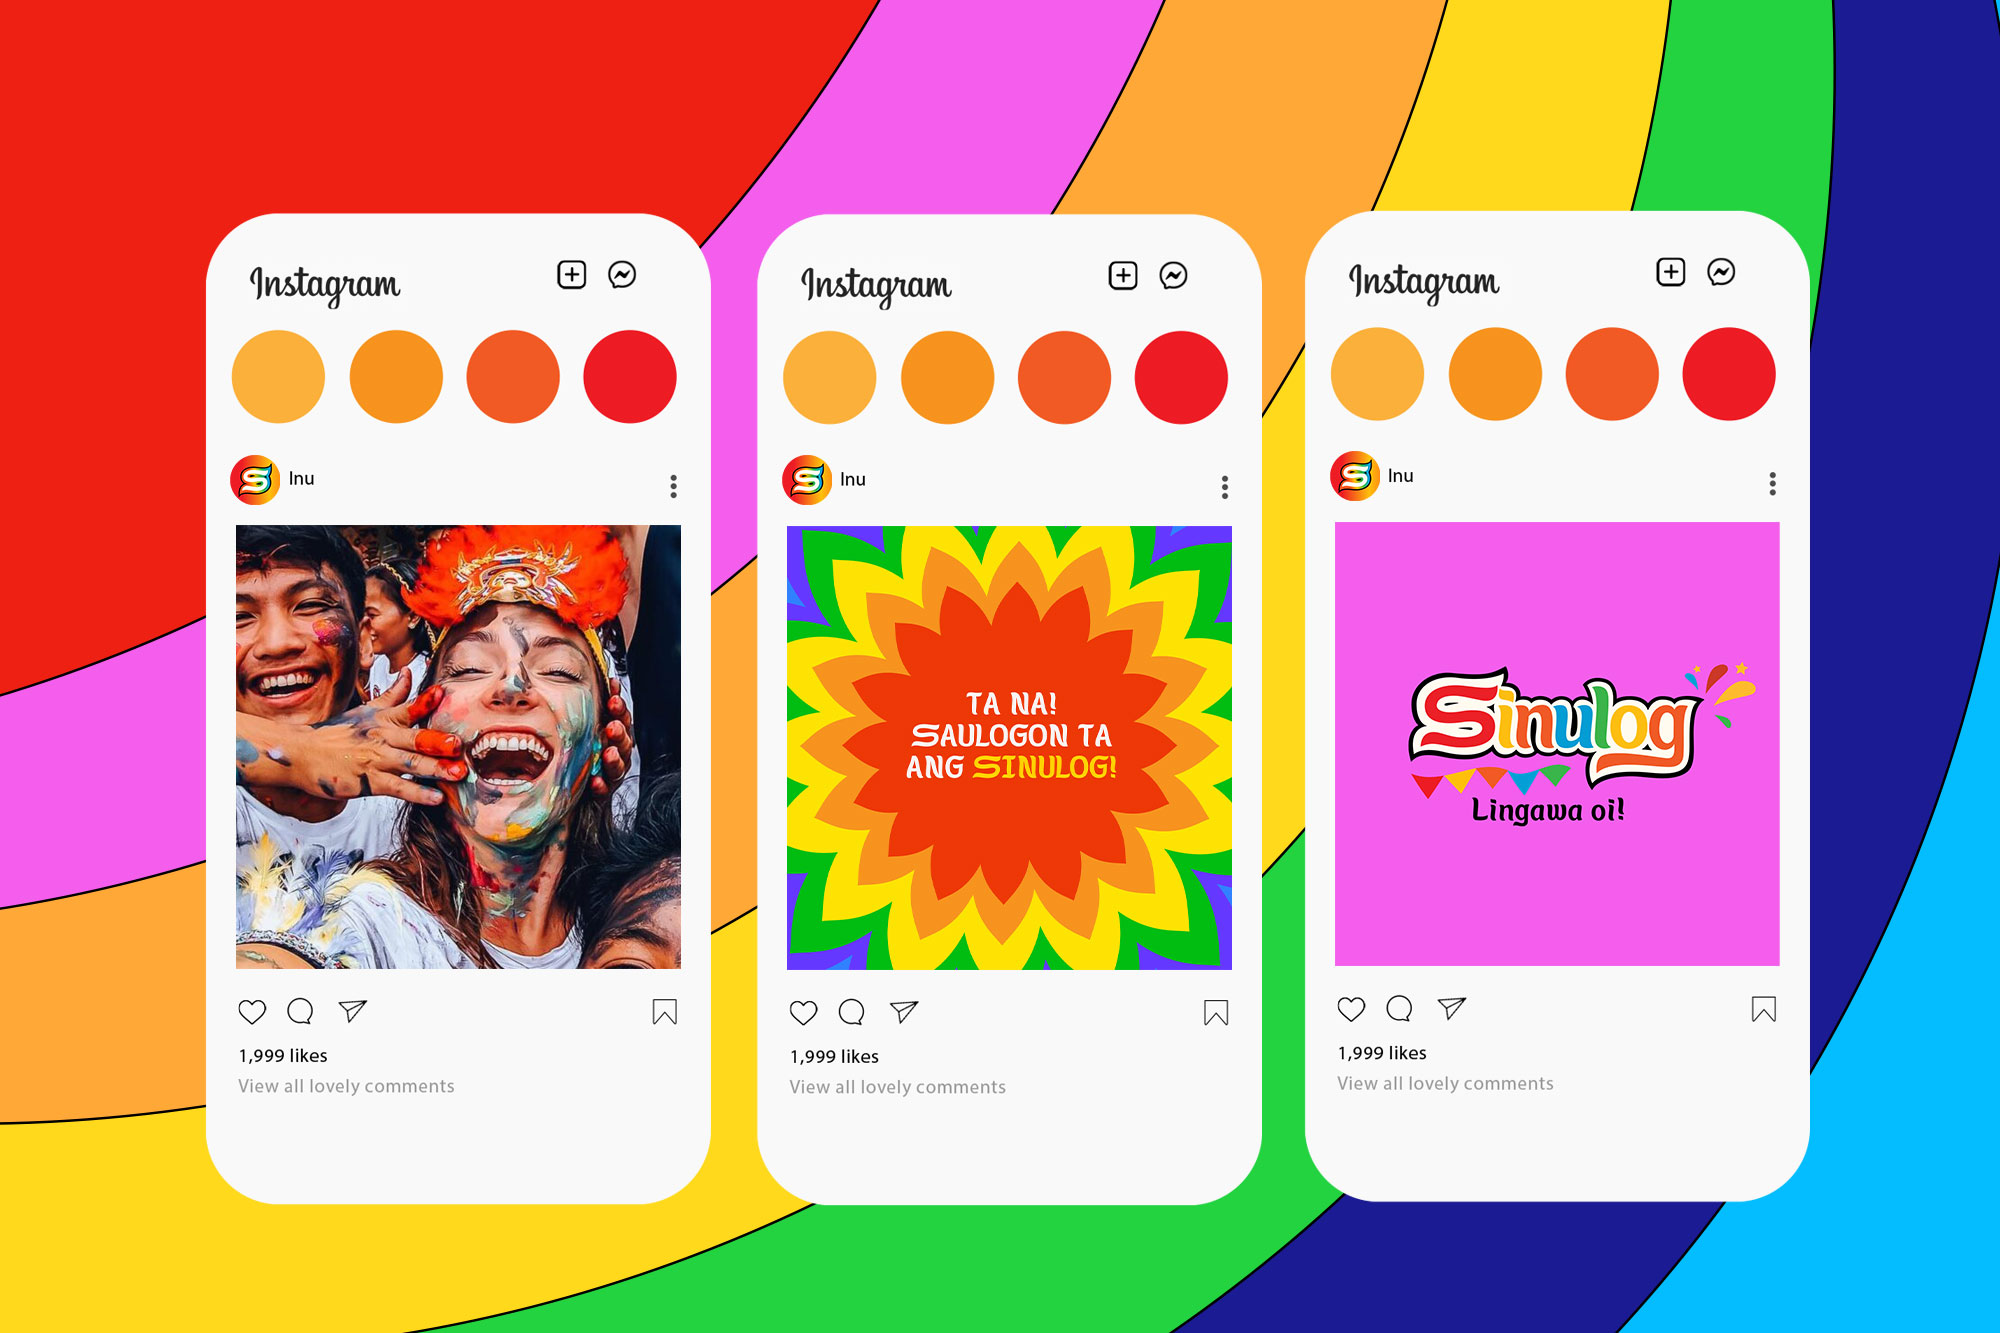 Instagram
Inu
1,999 likes
View all lovely comments
Instagram
Inu
TA NA!
SAULOGON TA
ANG SINULOG!
1,999 likes
View all lovely comments
Instagram
Inu
Sinulog
Lingawa oi!
1,999 likes
View all lovely comments